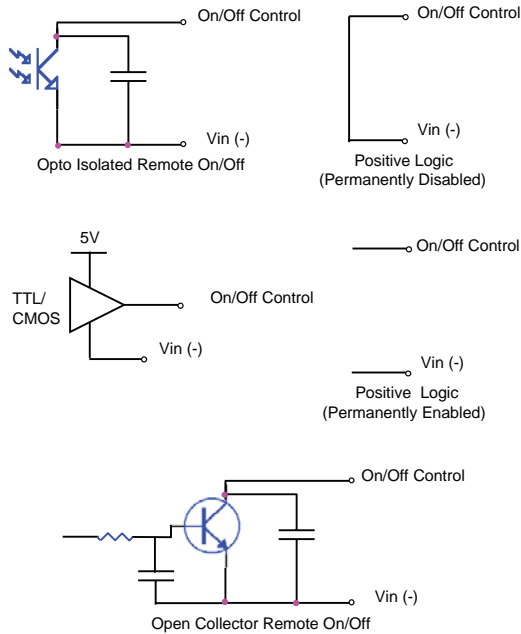 On/Off Control
Vin (-)
Opto Isolated Remote On/Off
On/Off Control
Vin (-)
Positive Logic
(Permanently Disabled)
5V
TTL/
CMOS
On/Off Control
Vin (-)
On/Off Control
Vin (-)
Positive Logic
(Permanently Enabled)
On/Off Control
Vin (-)
Open Collector Remote On/Off